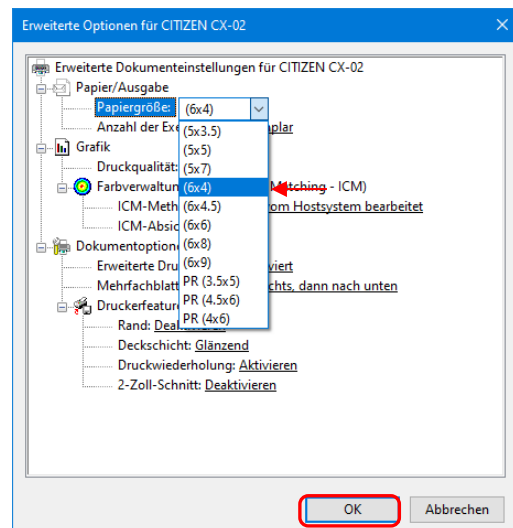 Erweiterte Optionen für CITIZEN CX-02
Erweiterte Dokumenteinstellungen für CITIZEN CX-02
Papier/Ausgabe
Papiergröße: (6x4)
Anzahl der Exe plar
(5x3.5)
(5x5)
(5x7)
(6x4)
(6x4.5)
(6x6)
(6x8)
(6x9)
PR (3.5x5)
PR (4.5x6)
PR (4x6)
Grafik
Druckqualität:
Farbverwaltun Matching - ICM)
ICM-Meth om Hostsystem bearbeitet
ICM-Absic
Dokumentoption
Erweiterte Dru viert
Mehrfachblatt chts, dann nach unten
Druckerfeature
Rand: Deaktivieren
Deckschicht: Glänzend
Druckwiederholung: Aktivieren
2-Zoll-Schnitt: Deaktivieren
OK Abbrechen